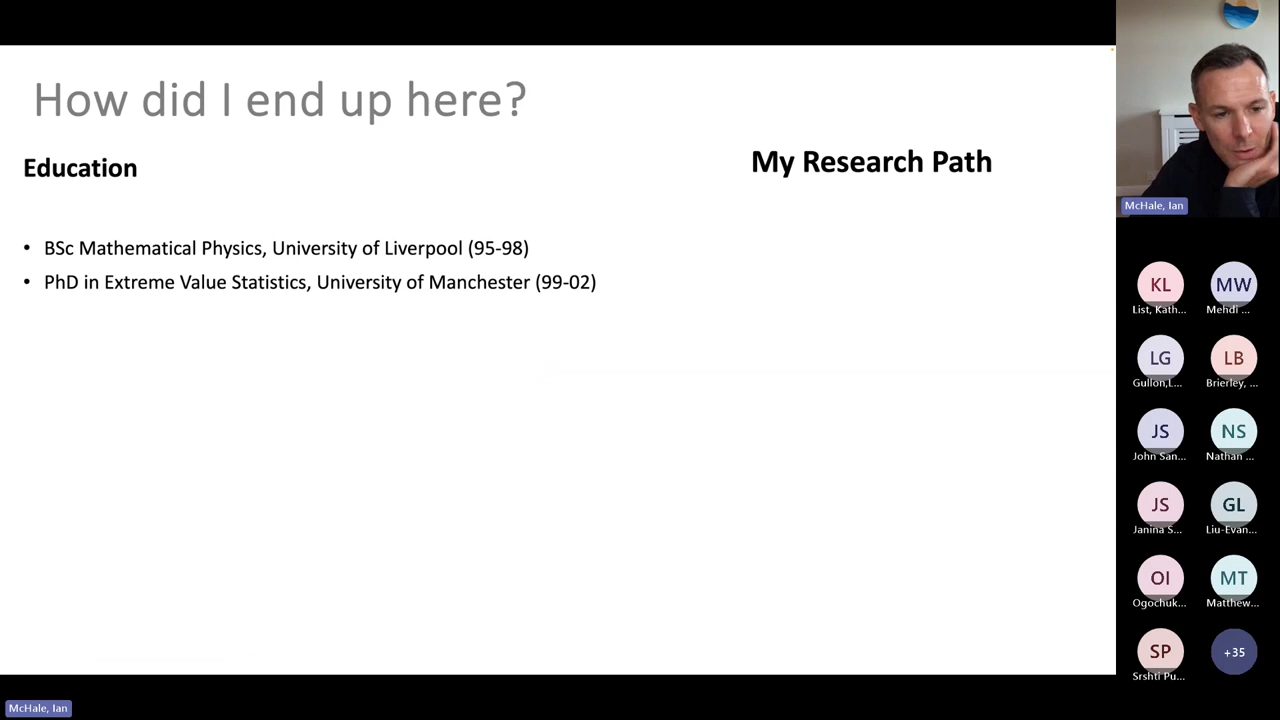 How did I end up here?
Education
My Research Path
• BSc Mathematical Physics, University of Liverpool (95-98)
• PhD in Extreme Value Statistics, University of Manchester (99-02)
McHale, Ian
KL
List, Kath...
MW
Mehdi ...
LG
Gullon,L...
LB
Brierley, ...
JS
John San...
NS
Nathan ...
JS
Janina S...
GL
Liu-Evan...
OI
Ogochuk...
MT
Matthew...
SP
Srshti Pu...
+35
McHale, Ian